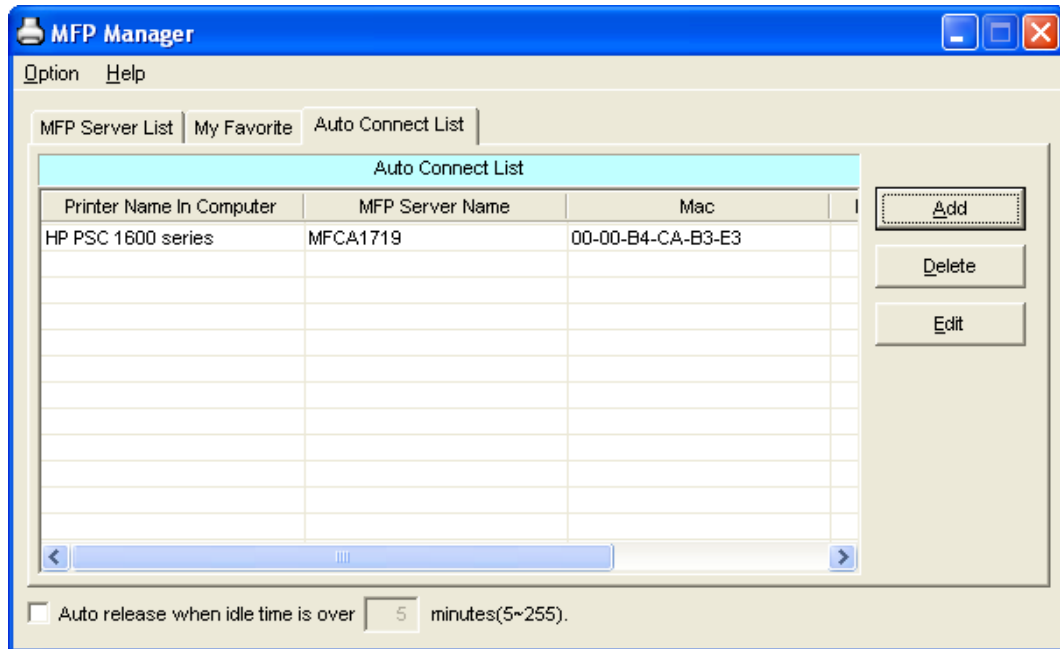 MFP Manager
Option Help
MFP Server List My Favorite Auto Connect List
Auto Connect List
Printer Name In Computer MFP Server Name Mac
HP PSC 1600 series MFCA1719 00-00-B4-CA-B3-E3
Add
Delete
Edit
Auto release when idle time is over 5 minutes(5~255).